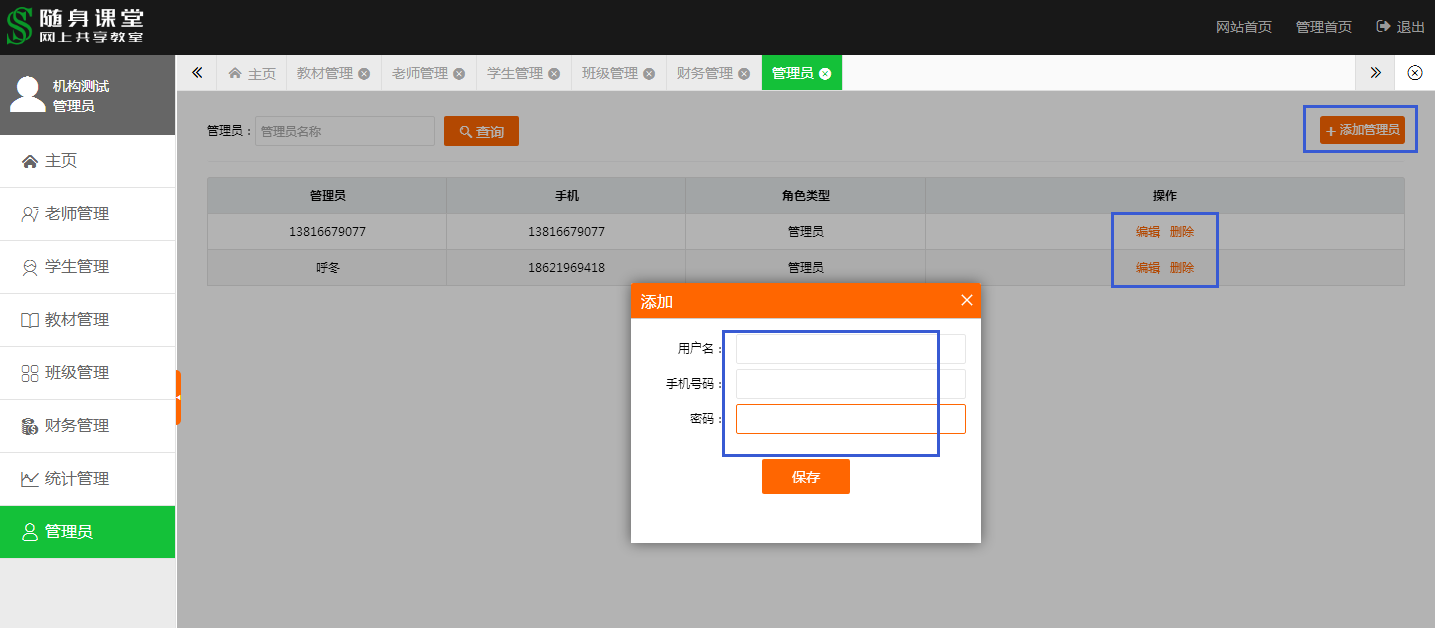 随身课堂
网上共享教室
网站首页 管理首页 退出
机构测试
管理员
主页 教材管理 老师管理 学生管理 班级管理 财务管理 管理员
主页
老师管理
学生管理
教材管理
班级管理
财务管理
统计管理
管理员
管理员： 管理员名称 查询 +添加管理员
管理员 手机 角色类型 操作
13816679077 13816679077 管理员 编辑 删除
呼冬 18621969418 管理员 编辑 删除
添加
用户名：
手机号码：
密码：
保存